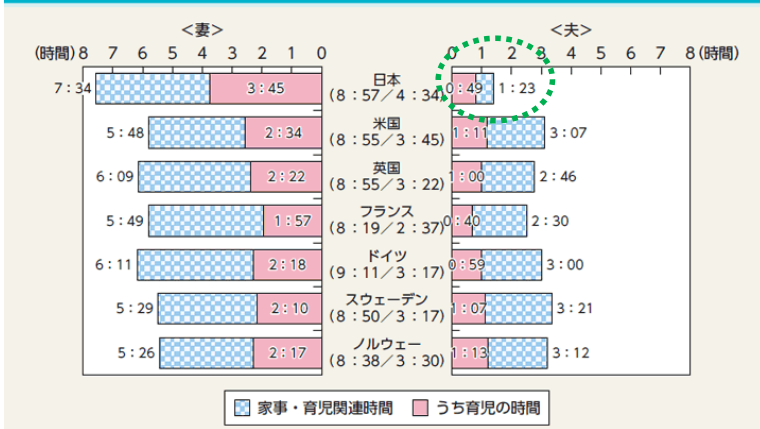 <妻> <夫>
(時間) 8 7 6 5 4 3 2 1 0 0 1 2 3 4 5 6 7 8 (時間)
7:34 3:45 日本 0:49 1:23
(8:57/4:34)
5:48 2:34 米国 1:11 3:07
(8:55/3:45)
6:09 2:22 英国 1:00 2:46
(8:55/3:22)
5:49 1:57 フランス 0:40 2:30
(8:19/2:37)
6:11 2:18 ドイツ 0:59 3:00
(9:11/3:17)
5:29 2:10 スウェーデン 1:07 3:21
(8:50/3:17)
5:26 2:17 ノルウェー 1:13 3:12
(8:38/3:30)
家事・育児関連時間 うち育児の時間